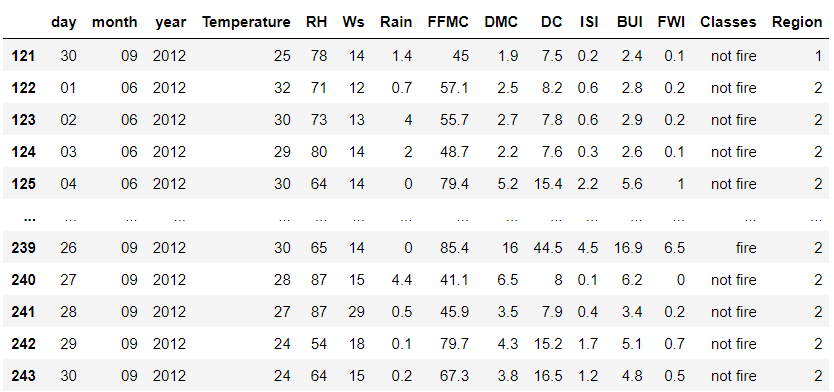 day month year Temperature RH Ws Rain FFMC DMC DC ISI BUI FWI Classes Region
121 30 09 2012 25 78 14 1.4 45 1.9 7.5 0.2 2.4 0.1 not fire 1
122 01 06 2012 32 71 12 0.7 57.1 2.5 8.2 0.6 2.8 0.2 not fire 2
123 02 06 2012 30 73 13 4 55.7 2.7 7.8 0.6 2.9 0.2 not fire 2
124 03 06 2012 29 80 14 2 48.7 2.2 7.6 0.3 2.6 0.1 not fire 2
125 04 06 2012 30 64 14 0 79.4 5.2 15.4 2.2 5.6 1 not fire 2
... ... ... ... ... ... ... ... ... ... ... ... ... ... ... ...
239 26 09 2012 30 65 14 0 85.4 16 44.5 4.5 16.9 6.5 fire 2
240 27 09 2012 28 87 15 4.4 41.1 6.5 8 0.1 6.2 0 not fire 2
241 28 09 2012 27 87 29 0.5 45.9 3.5 7.9 0.4 3.4 0.2 not fire 2
242 29 09 2012 24 54 18 0.1 79.7 4.3 15.2 1.7 5.1 0.7 not fire 2
243 30 09 2012 24 64 15 0.2 67.3 3.8 16.5 1.2 4.8 0.5 not fire 2